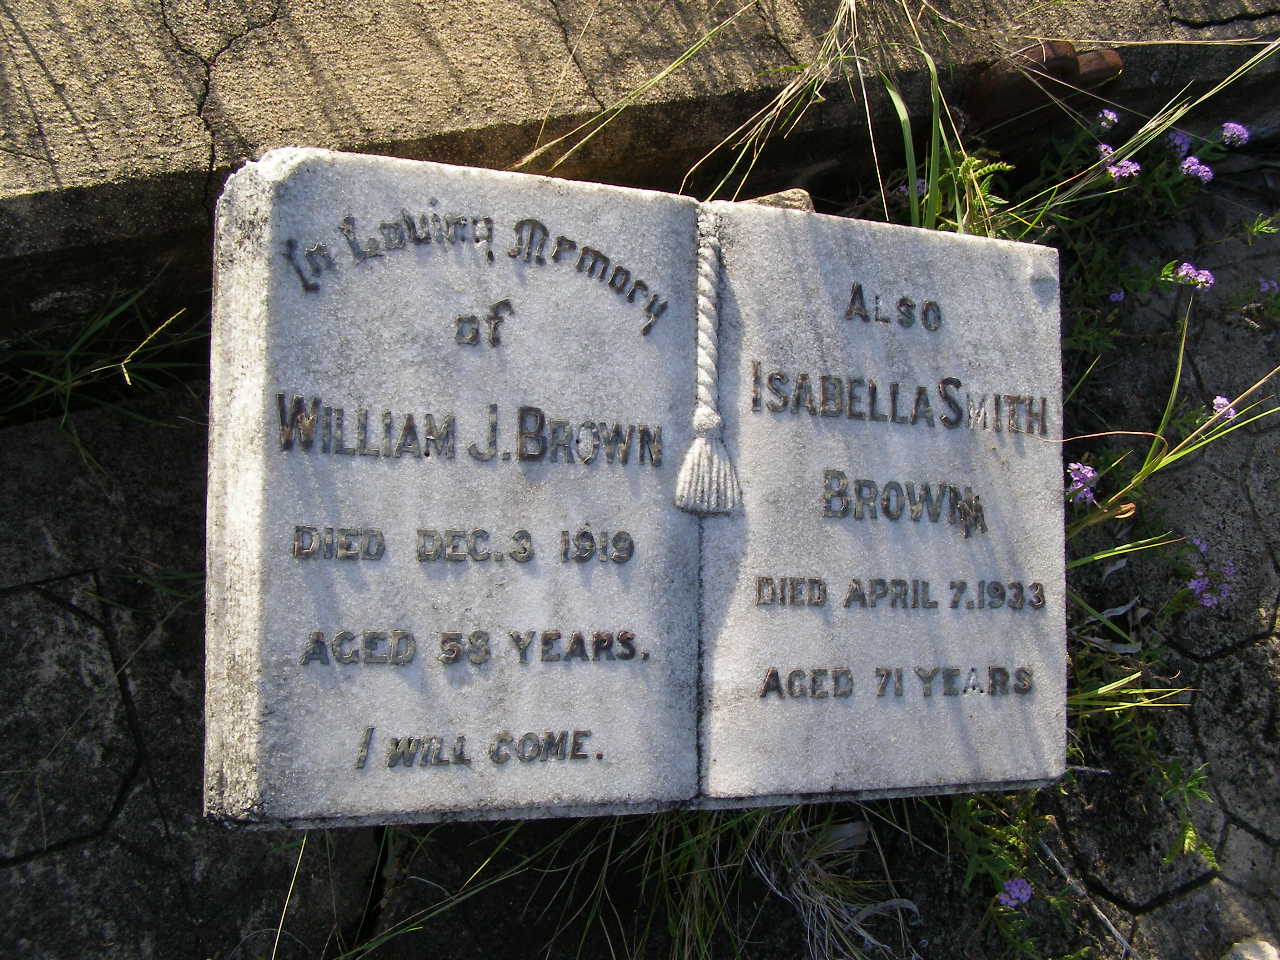 In Loving Memory
of
WILLIAM J. BROWN
DIED DEC. 3 1919
AGED 58 YEARS.
I WILL COME.
ALSO
ISABELLA SMITH
BROWN
DIED APRIL 7. 1933
AGED 71 YEARS